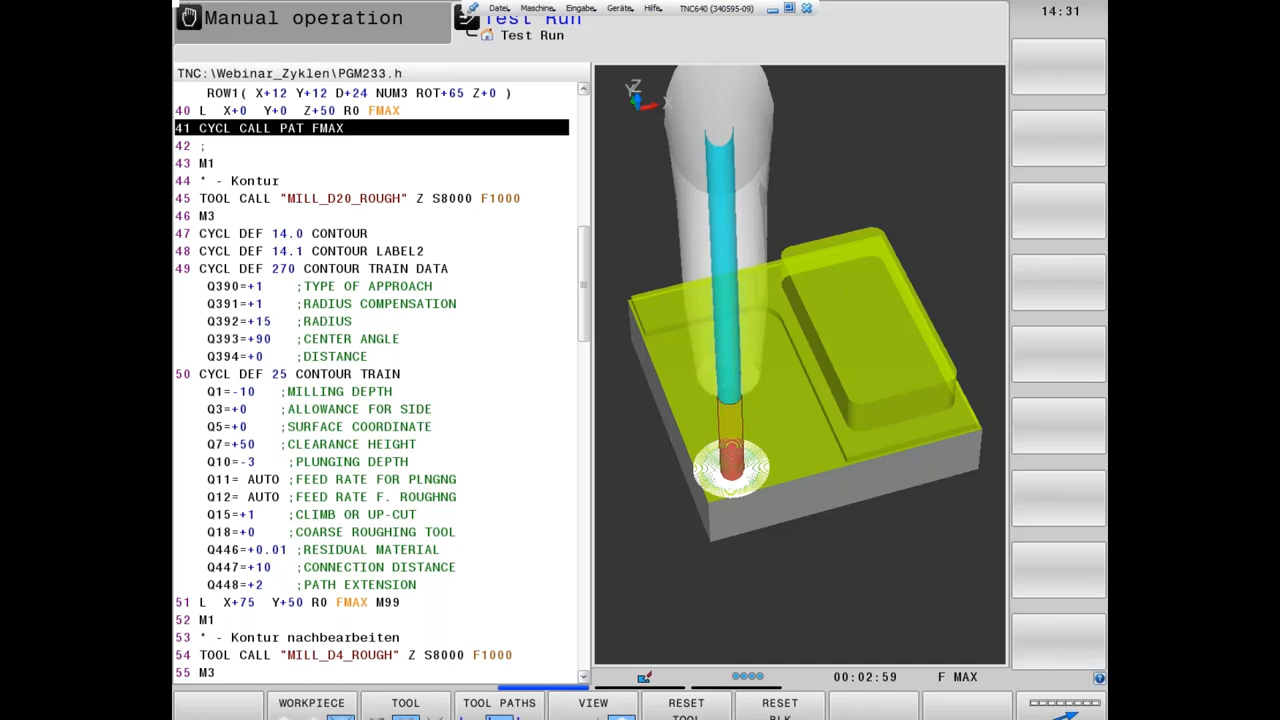 Manual operation
Test Run
Test Run
Datei Maschine Eingabe Geräte Hilfe TNC640 (340595-09)
14:31
TNC:\Webinar_Zyklen\PGM233.h
ROW1( X+12 Y+12 D+24 NUM3 ROT+65 Z+0 )
40 L X+0 Y+0 Z+50 R0 FMAX
41 CYCL CALL PAT FMAX
42 ;
43 M1
44 * - Kontur
45 TOOL CALL "MILL_D20_ROUGH" Z S8000 F1000
46 M3
47 CYCL DEF 14.0 CONTOUR
48 CYCL DEF 14.1 CONTOUR LABEL2
49 CYCL DEF 270 CONTOUR TRAIN DATA
Q390=+1 ;TYPE OF APPROACH
Q391=+1 ;RADIUS COMPENSATION
Q392=+15 ;RADIUS
Q393=+90 ;CENTER ANGLE
Q394=+0 ;DISTANCE
50 CYCL DEF 25 CONTOUR TRAIN
Q1=-10 ;MILLING DEPTH
Q3=+0 ;ALLOWANCE FOR SIDE
Q5=+0 ;SURFACE COORDINATE
Q7=+50 ;CLEARANCE HEIGHT
Q10=-3 ;PLUNGING DEPTH
Q11= AUTO ;FEED RATE FOR PLNGNG
Q12= AUTO ;FEED RATE F. ROUGHNG
Q15=+1 ;CLIMB OR UP-CUT
Q18=+0 ;COARSE ROUGHING TOOL
Q446=+0.01 ;RESIDUAL MATERIAL
Q447=+10 ;CONNECTION DISTANCE
Q448=+2 ;PATH EXTENSION
51 L X+75 Y+50 R0 FMAX M99
52 M1
53 * - Kontur nachbearbeiten
54 TOOL CALL "MILL_D4_ROUGH" Z S8000 F1000
55 M3
Z
Y
X
00:02:59 F MAX
WORKPIECE
TOOL
TOOL PATHS
VIEW
RESET
TOOL
RESET
BLK